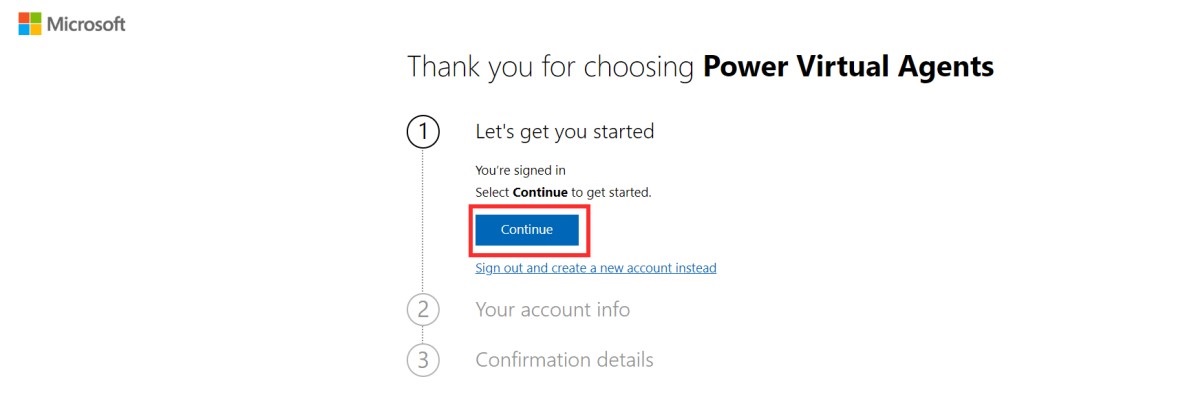 Microsoft
Thank you for choosing Power Virtual Agents
1 Let's get you started
You're signed in
Select Continue to get started.
Continue
Sign out and create a new account instead
2 Your account info
3 Confirmation details